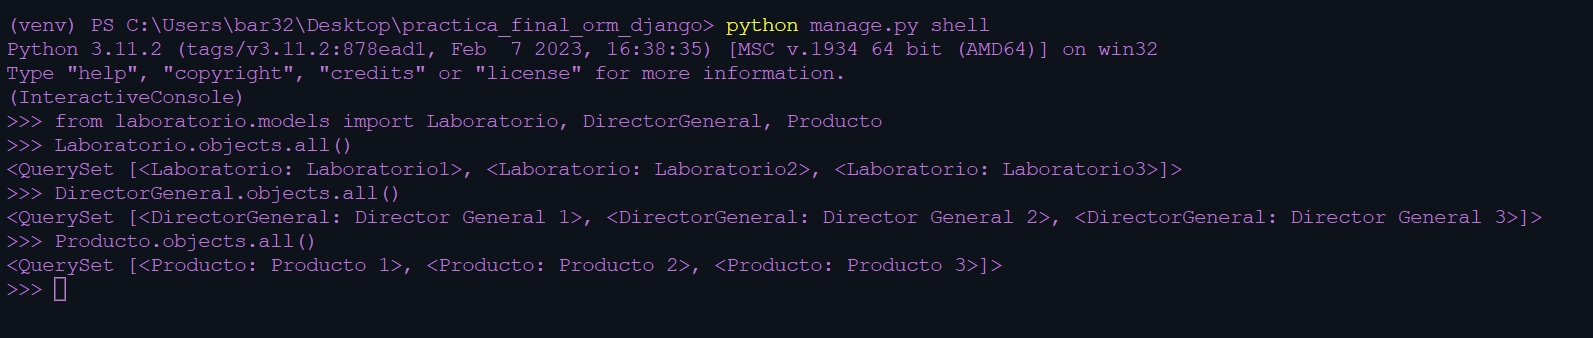 (venv) PS C:\Users\bar32\Desktop\practica_final_orm_django> python manage.py shell
Python 3.11.2 (tags/v3.11.2:878ead1, Feb  7 2023, 16:38:35) [MSC v.1934 64 bit (AMD64)] on win32
Type "help", "copyright", "credits" or "license" for more information.
(InteractiveConsole)
>>> from laboratorio.models import Laboratorio, DirectorGeneral, Producto
>>> Laboratorio.objects.all()
<QuerySet [<Laboratorio: Laboratorio1>, <Laboratorio: Laboratorio2>, <Laboratorio: Laboratorio3>]>
>>> DirectorGeneral.objects.all()
<QuerySet [<DirectorGeneral: Director General 1>, <DirectorGeneral: Director General 2>, <DirectorGeneral: Director General 3>]>
>>> Producto.objects.all()
<QuerySet [<Producto: Producto 1>, <Producto: Producto 2>, <Producto: Producto 3>]>
>>>